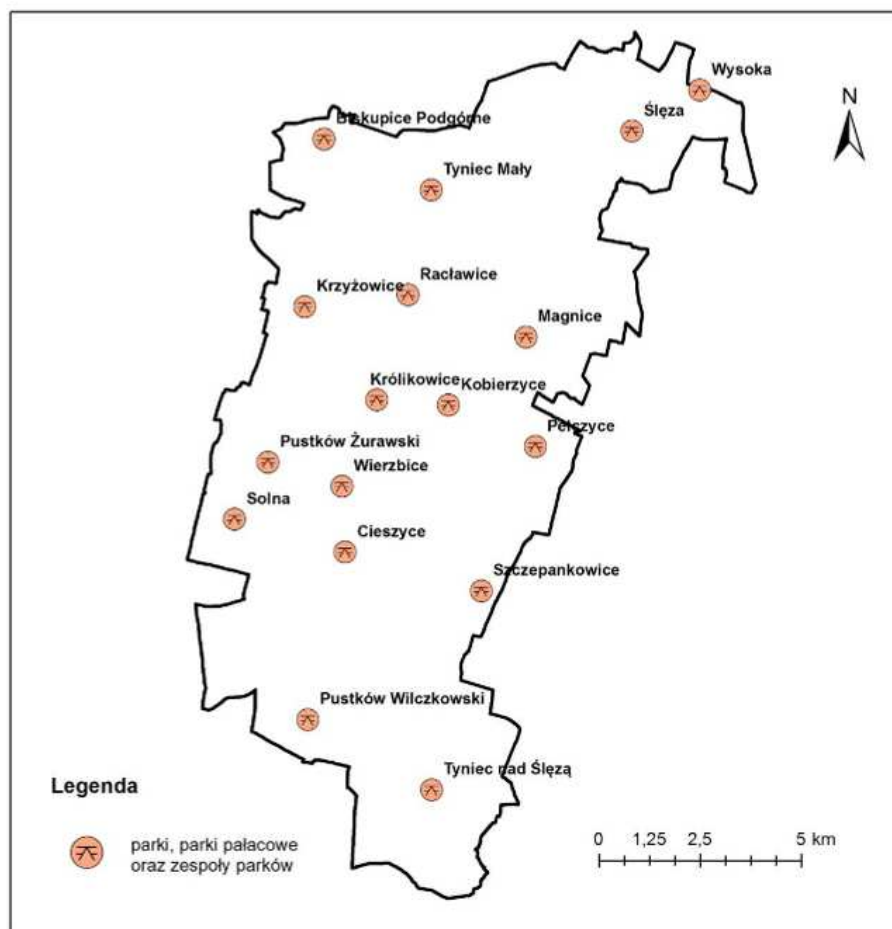 Wysoka
N
Ślęza
Biskupice Podgórne
Tyniec Mały
Racławice
Krzyżowice
Magnice
Królikowice
Kobierzyce
Pełczyce
Pustków Żurawski
Wierzbice
Solna
Cieszyce
Szczepankowice
Pustków Wilczkowski
Tyniec nad Ślęzą
Legenda
parki, parki pałacowe
oraz zespoły parków
0 1,25 2,5 5 km